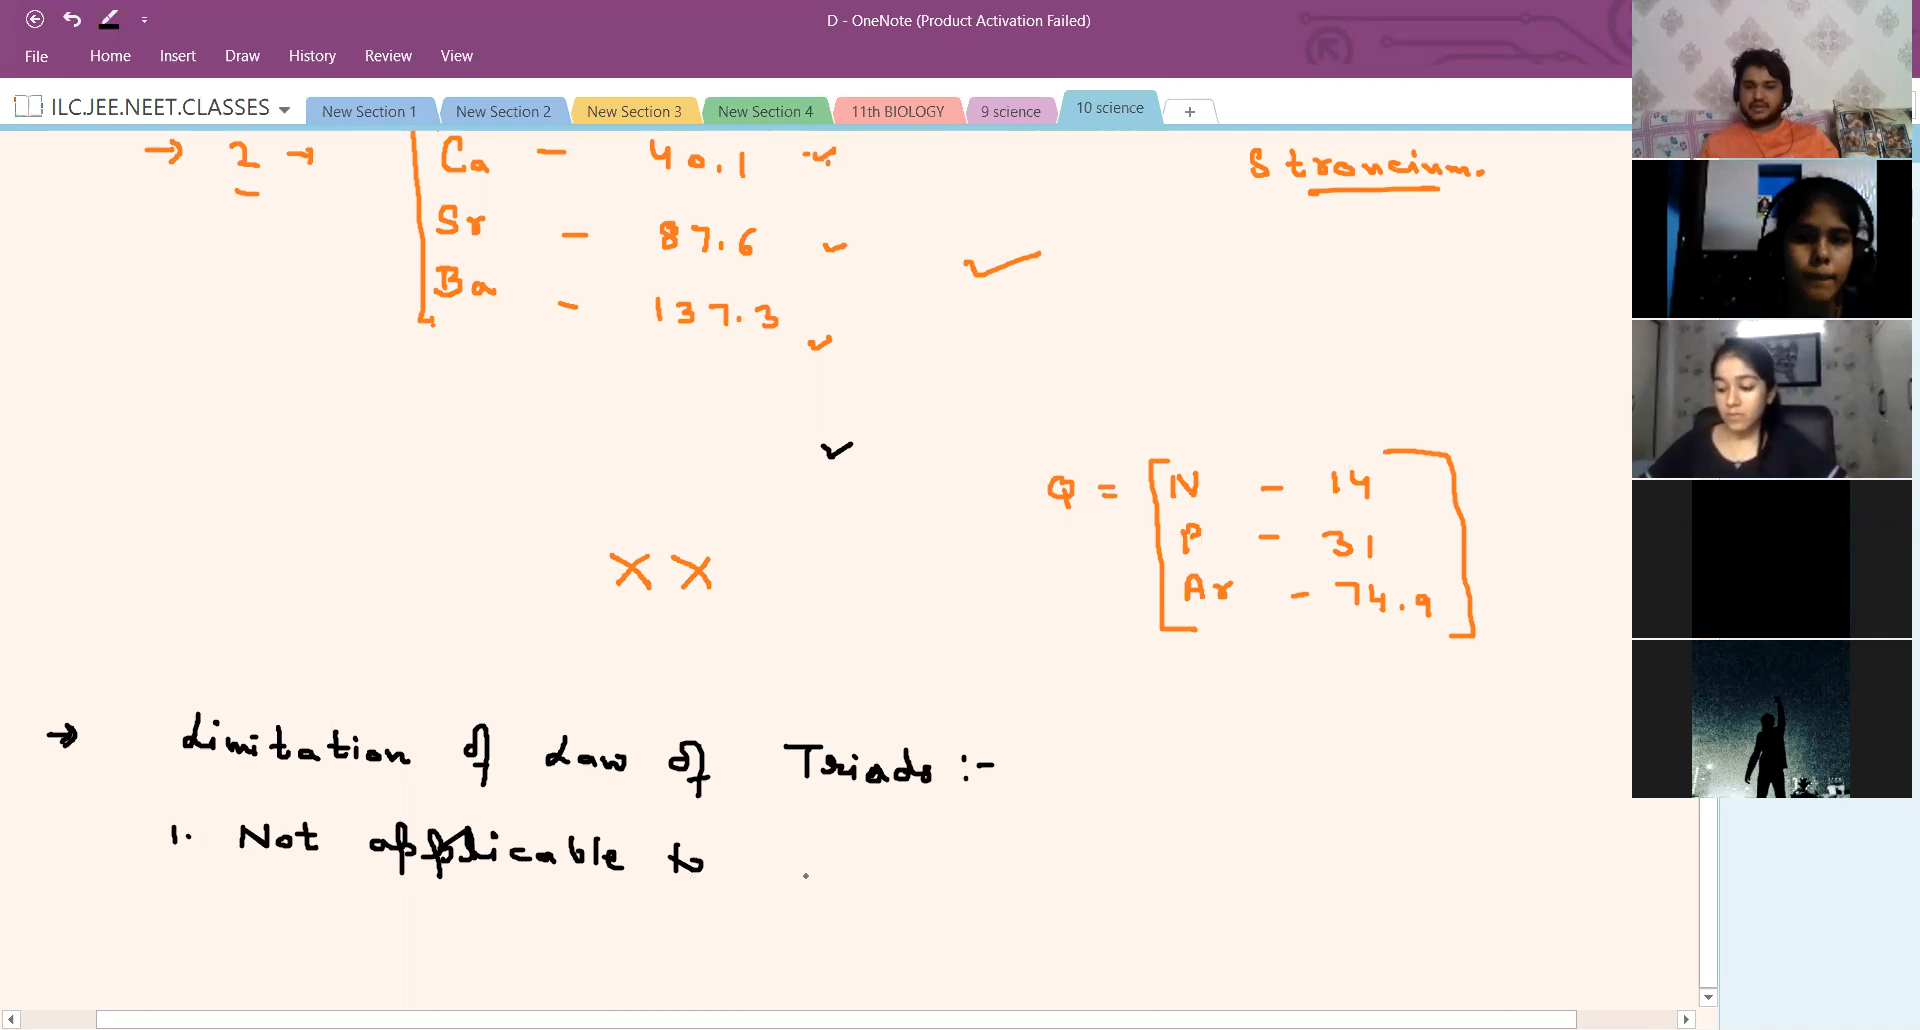 D - OneNote (Product Activation Failed)
File Home Insert Draw History Review View
ILC.JEE.NEET.CLASSES New Section 1 New Section 2 New Section 3 New Section 4 11th BIOLOGY 9 science 10 science +
→ 2 → Ca - 40.1 ✓ Strancium.
Sr - 87.6 ✓
Ba - 137.3 ✓
✓
Q = [ N - 14 ]
P - 31
Ar - 74.9
X X
→ Limitation of Law of Triads :-
1. Not applicable to